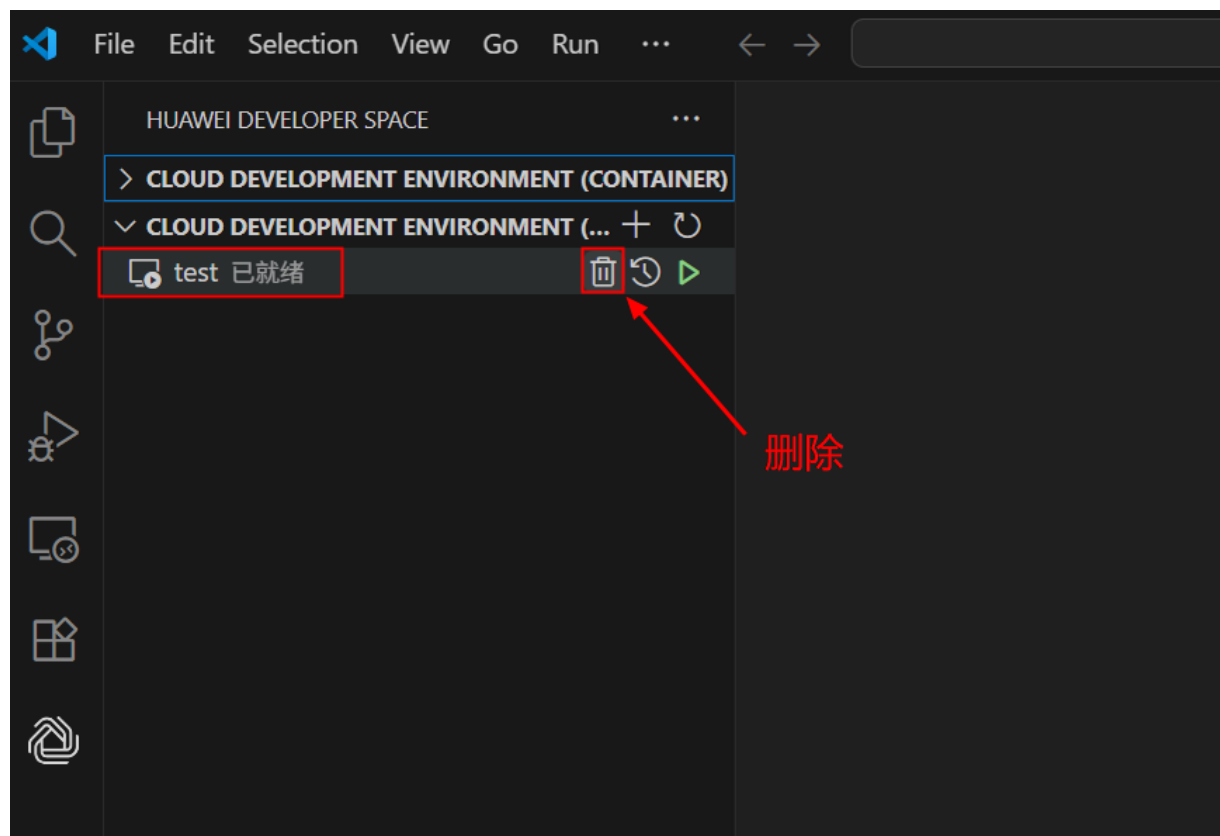 File Edit Selection View Go Run ···
HUAWEI DEVELOPER SPACE ···
CLOUD DEVELOPMENT ENVIRONMENT (CONTAINER)
CLOUD DEVELOPMENT ENVIRONMENT (...
test 已就绪
删除